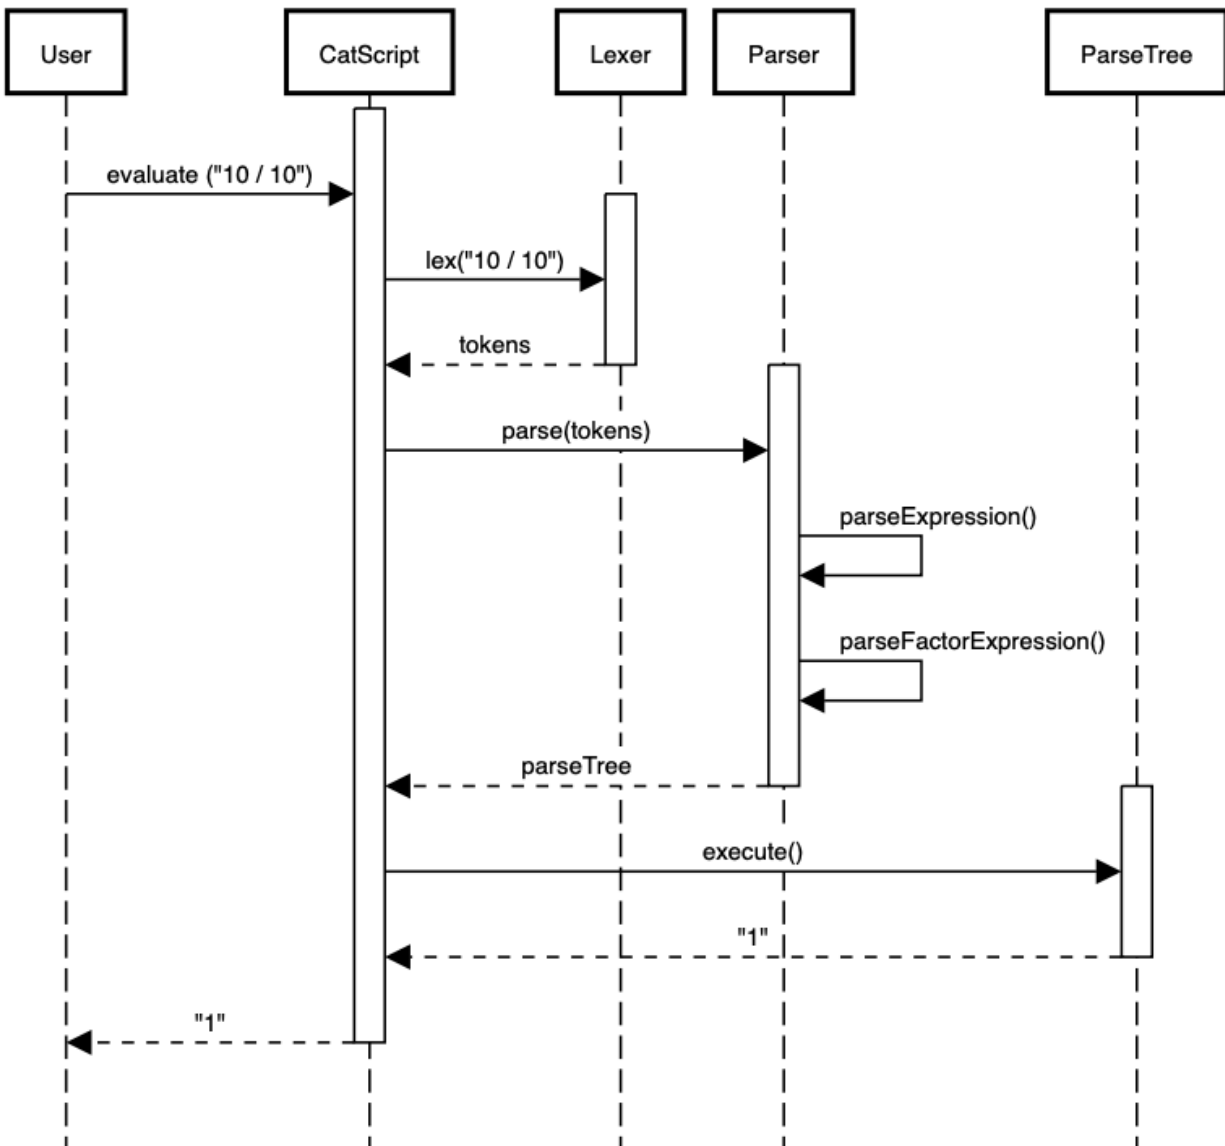 User
CatScript
Lexer
Parser
ParseTree
evaluate ("10 / 10")
lex("10 / 10")
tokens
parse(tokens)
parseExpression()
parseFactorExpression()
parseTree
execute()
"1"
"1"